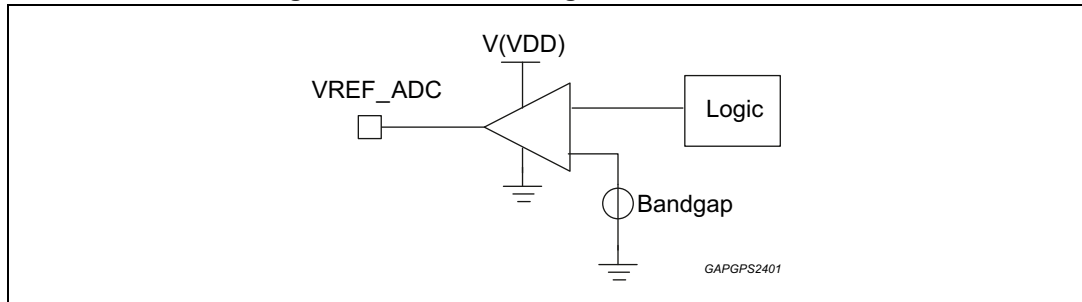 V(VDD)
VREF_ADC
Logic
Bandgap
GAPGPS2401